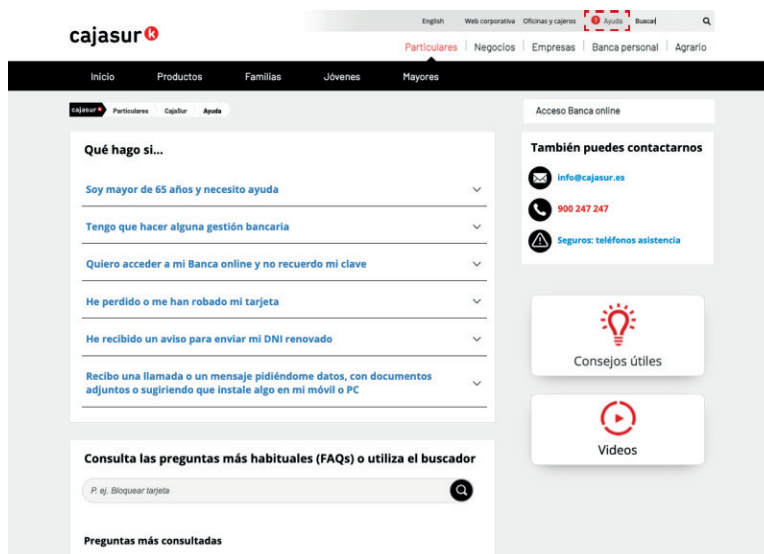 English Web corporativa Oficinas y cajeros Ayuda Buscar
cajasur
Particulares Negocios Empresas Banca personal Agrario
Inicio Productos Familias Jóvenes Mayores
cajasur Particulares CajaSur Ayuda
Acceso Banca online
Qué hago si...
Soy mayor de 65 años y necesito ayuda
Tengo que hacer alguna gestión bancaria
Quiero acceder a mi Banca online y no recuerdo mi clave
He perdido o me han robado mi tarjeta
He recibido un aviso para enviar mi DNI renovado
Recibo una llamada o un mensaje pidiéndome datos, con documentos
adjuntos o sugiriendo que instale algo en mi móvil o PC
También puedes contactarnos
info@cajasur.es
900 247 247
Seguros: teléfonos asistencia
Consejos útiles
Videos
Consulta las preguntas más habituales (FAQs) o utiliza el buscador
P. ej. Bloquear tarjeta
Preguntas más consultadas